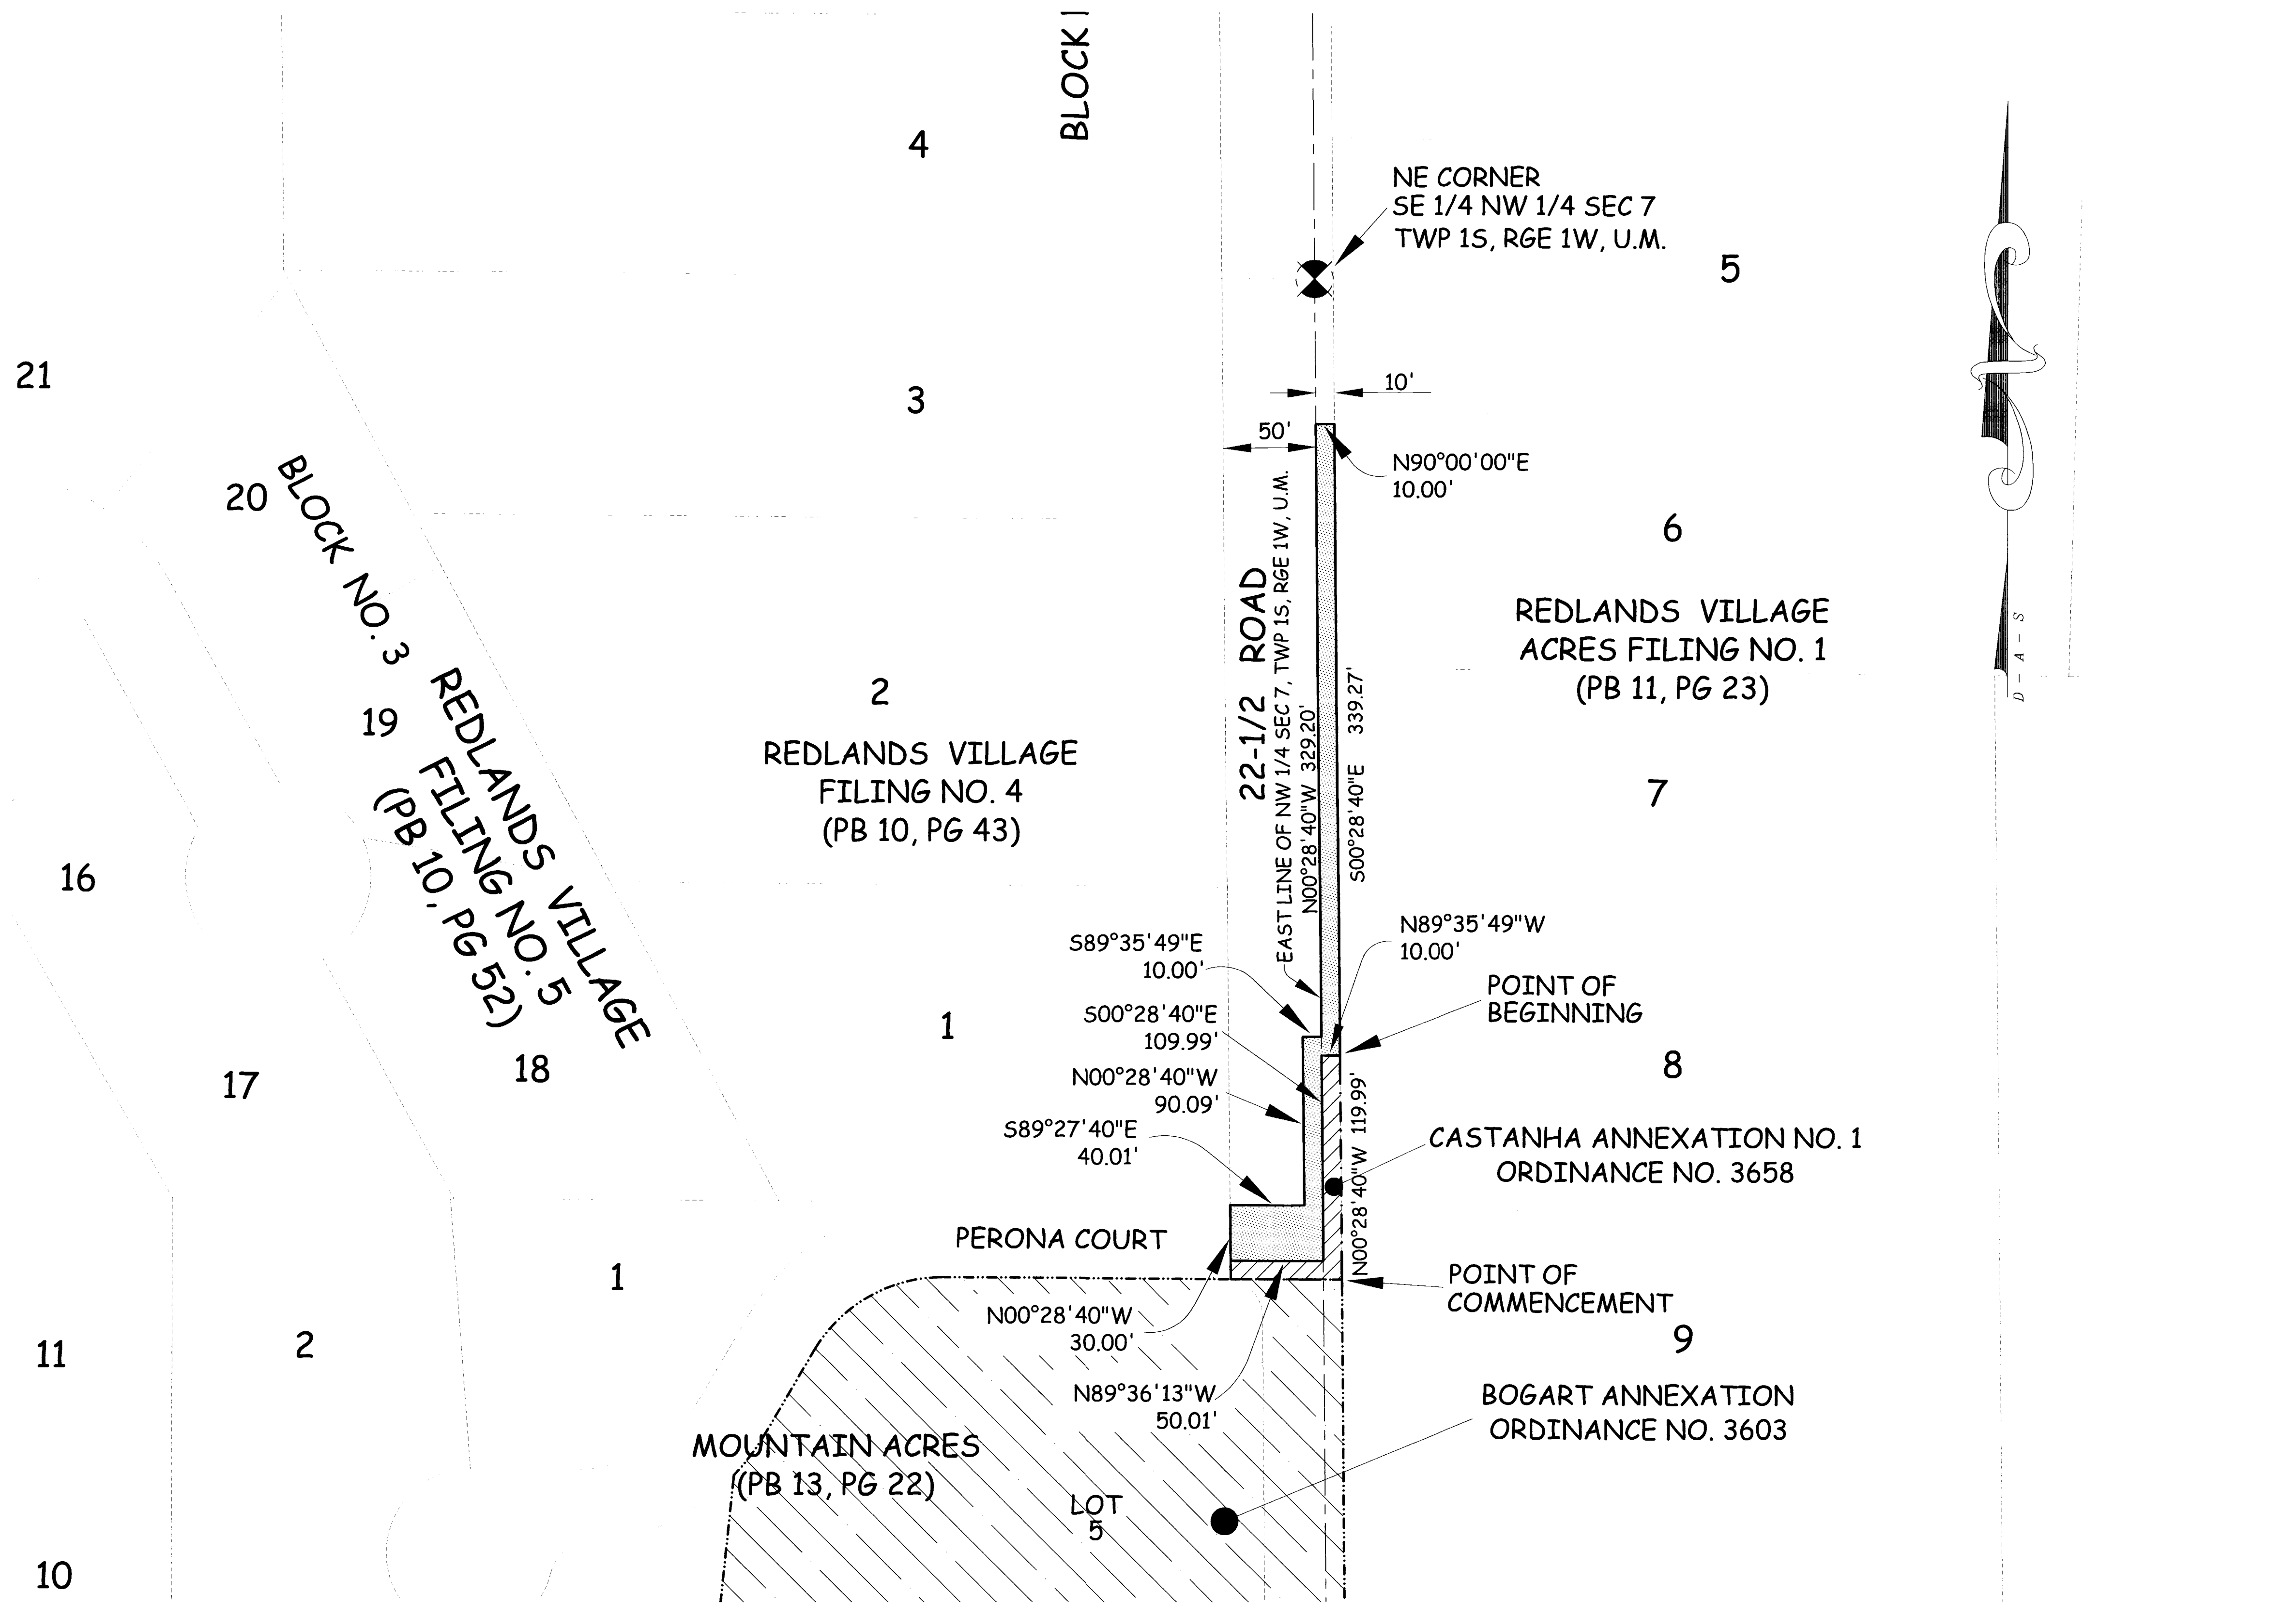 BLOCK
4
NE CORNER
SE 1/4 NW 1/4 SEC 7
TWP 1S, RGE 1W, U.M.
5
21
3
10'
50'
N90°00'00"E
10.00'
20
BLOCK NO. 3
6
REDLANDS VILLAGE
ACRES FILING NO. 1
(PB 11, PG 23)
D-A-S
22-1/2 ROAD
EAST LINE OF NW 1/4 SEC 7, TWP 1S, RGE 1W, U.M.
N00°28'40"W 329.20'
S00°28'40"E 339.27'
2
REDLANDS VILLAGE
FILING NO. 4
(PB 10, PG 43)
19
REDLANDS VILLAGE
FILING NO. 5
(PB 10, PG 52)
7
16
S89°35'49"E
10.00'
N89°35'49"W
10.00'
POINT OF
BEGINNING
1
S00°28'40"E
109.99'
17
18
8
N00°28'40"W
90.09'
S89°27'40"E
40.01'
N00°28'40"W 119.99'
CASTANHA ANNEXATION NO. 1
ORDINANCE NO. 3658
PERONA COURT
1
POINT OF
COMMENCEMENT
N00°28'40"W
30.00'
11
2
9
N89°36'13"W
50.01'
BOGART ANNEXATION
ORDINANCE NO. 3603
MOUNTAIN ACRES
(PB 13, PG 22)
LOT
5
10